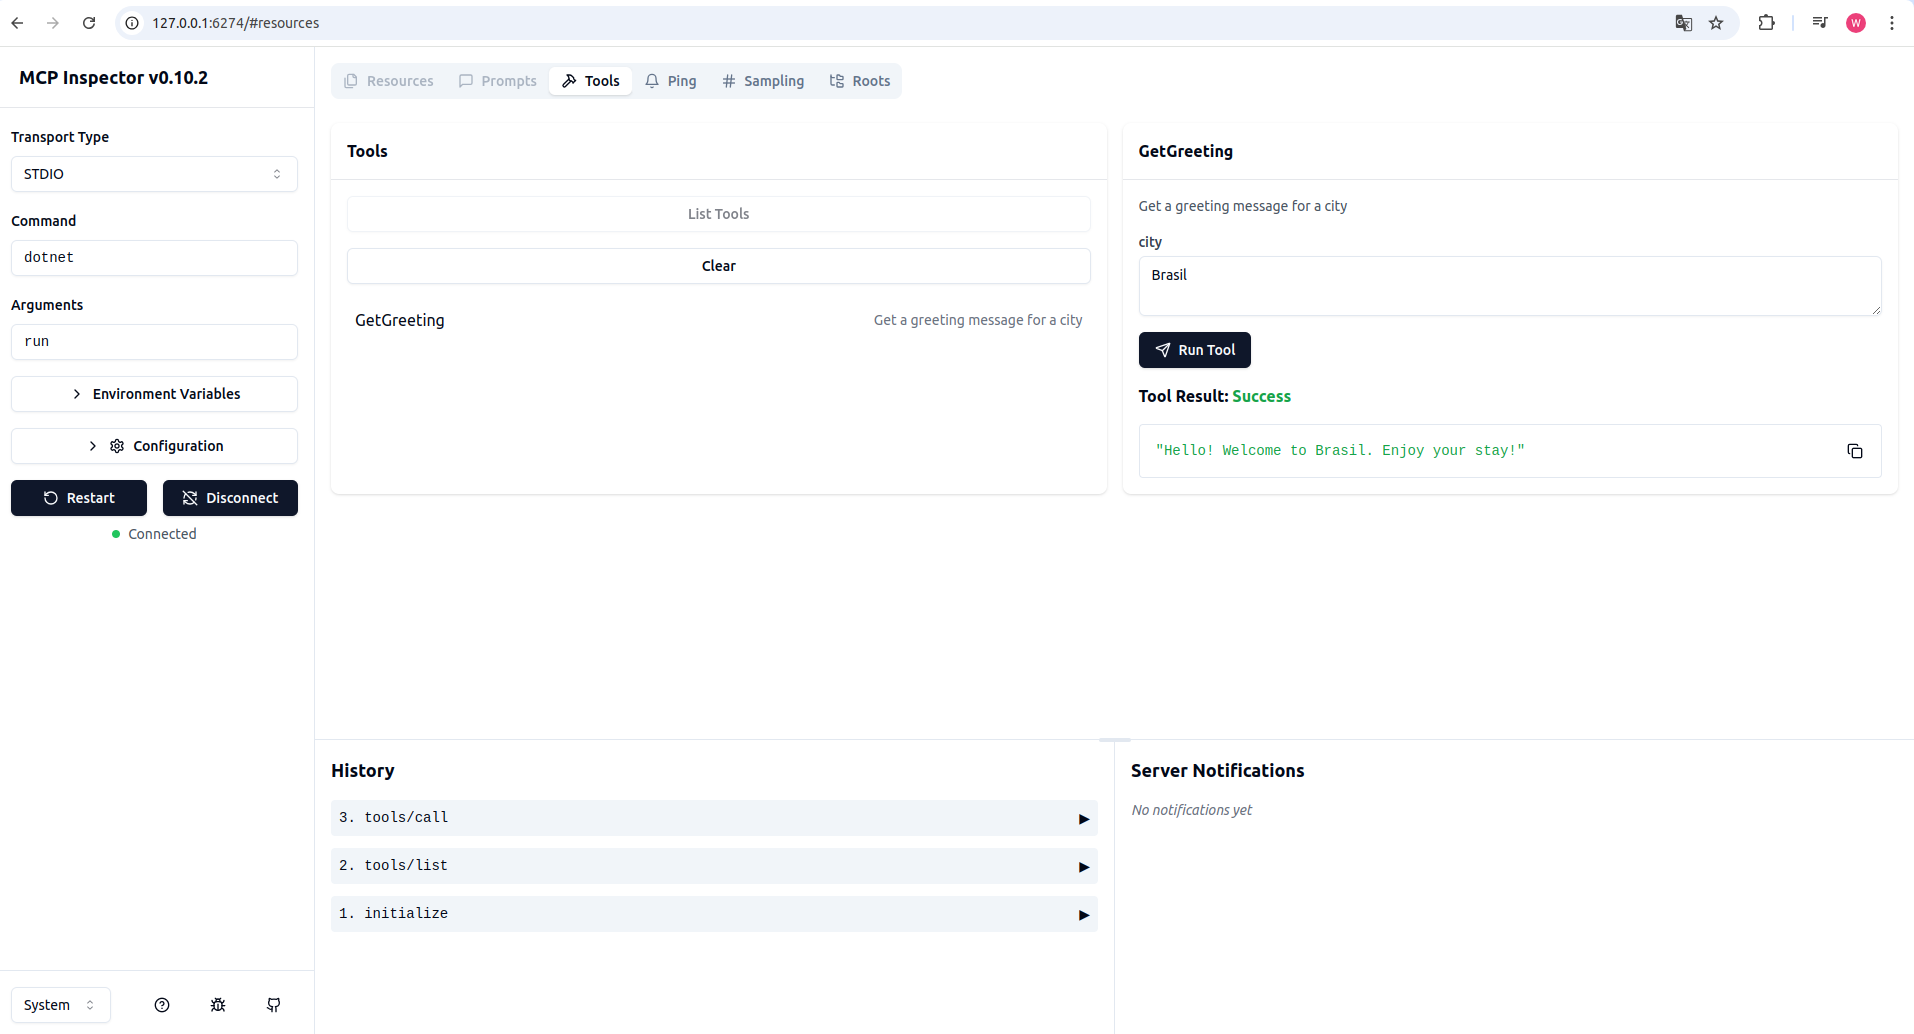 127.0.0.1:6274/#resources
W
MCP Inspector v0.10.2
Transport Type
STDIO
Command
dotnet
Arguments
run
Environment Variables
Configuration
Restart
Disconnect
Connected
System
Resources
Prompts
Tools
Ping
Sampling
Roots
Tools
List Tools
Clear
GetGreeting
Get a greeting message for a city
GetGreeting
Get a greeting message for a city
city
Brasil
Run Tool
Tool Result: Success
"Hello! Welcome to Brasil. Enjoy your stay!"
History
3. tools/call
2. tools/list
1. initialize
Server Notifications
No notifications yet